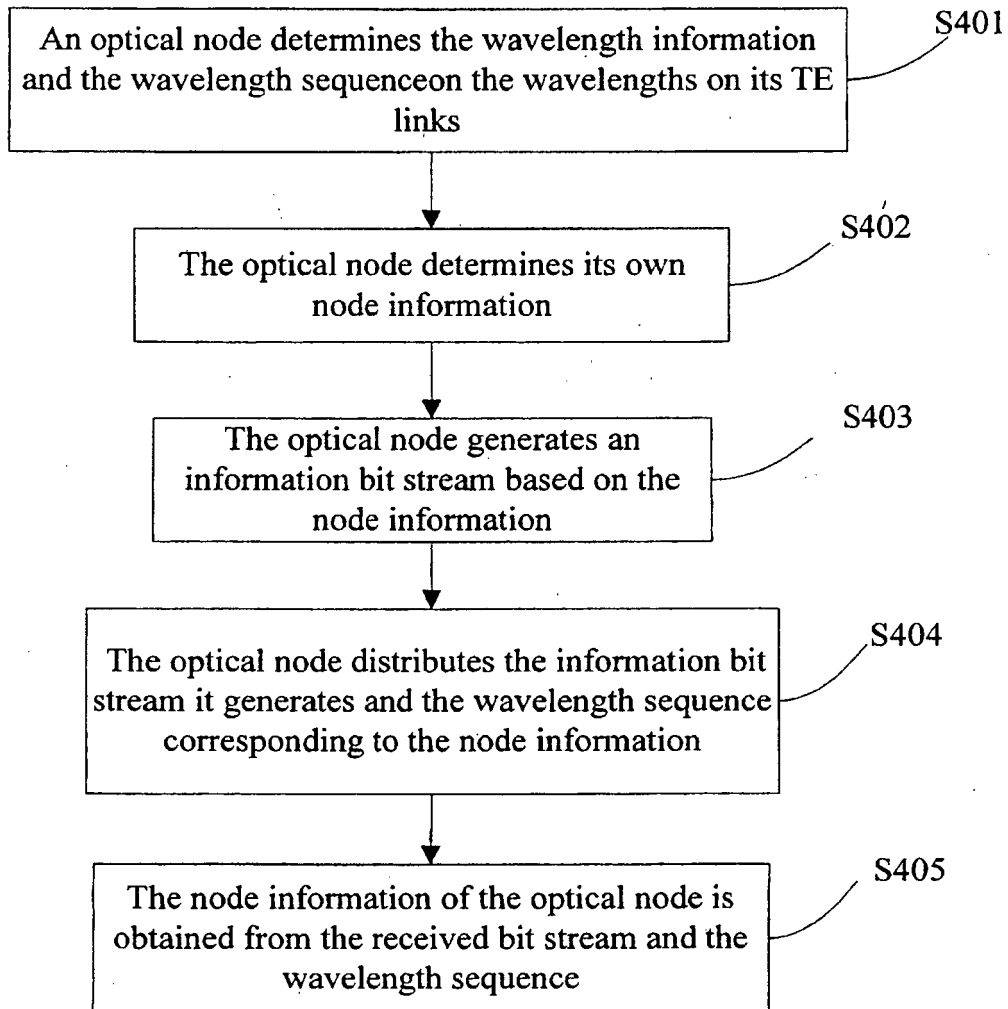 An optical node determines the wavelength information
and the wavelength sequenceon the wavelengths on its TE
links
S401
The optical node determines its own
node information
S402
The optical node generates an
information bit stream based on the
node information
S403
The optical node distributes the information bit
stream it generates and the wavelength sequence
corresponding to the node information
S404
The node information of the optical node is
obtained from the received bit stream and the
wavelength sequence
S405